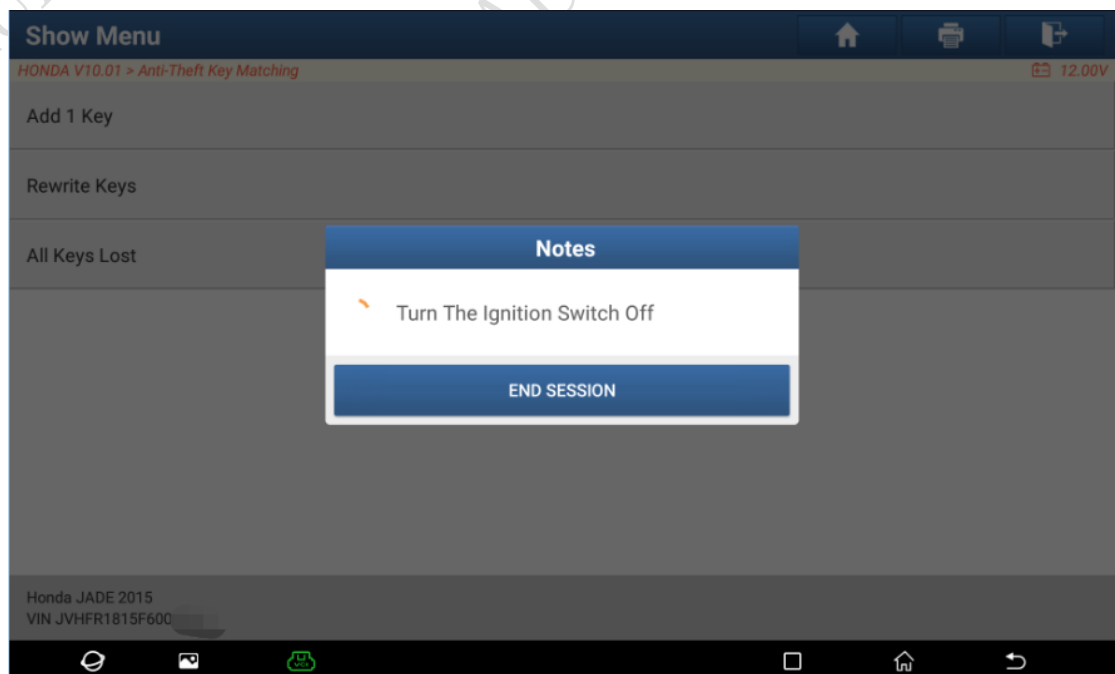 Show Menu
HONDA V10.01 > Anti-Theft Key Matching
12.00V
Add 1 Key
Rewrite Keys
All Keys Lost
Notes
Turn The Ignition Switch Off
END SESSION
Honda JADE 2015
VIN JVHFR1815F600
VCI